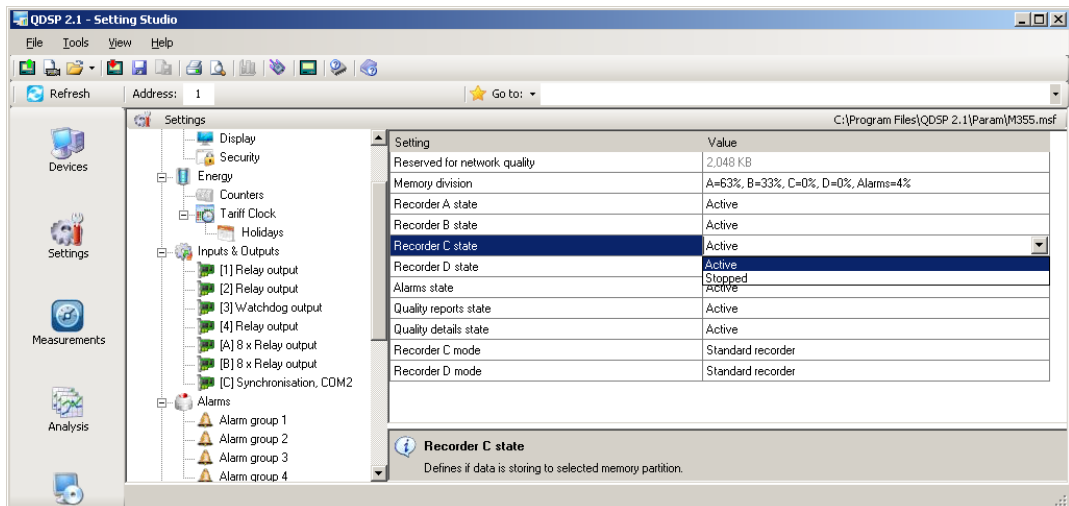 QDSP 2.1 - Setting Studio
File Tools View Help
Refresh Address: 1 Go to:
Settings C:\Program Files\QDSP 2.1\Param\M355.msf
Devices
Settings
Measurements
Analysis
Display
Security
Energy
Counters
Tariff Clock
Holidays
Inputs & Outputs
[1] Relay output
[2] Relay output
[3] Watchdog output
[4] Relay output
[A] 8 x Relay output
[B] 8 x Relay output
[C] Synchronisation, COM2
Alarms
Alarm group 1
Alarm group 2
Alarm group 3
Alarm group 4
Setting Value
Reserved for network quality 2,048 KB
Memory division A=63%, B=33%, C=0%, D=0%, Alarms=4%
Recorder A state Active
Recorder B state Active
Recorder C state Active
Active
Stopped
Recorder D state
Alarms state Active
Quality reports state Active
Quality details state Active
Recorder C mode Standard recorder
Recorder D mode Standard recorder
Recorder C state
Defines if data is storing to selected memory partition.